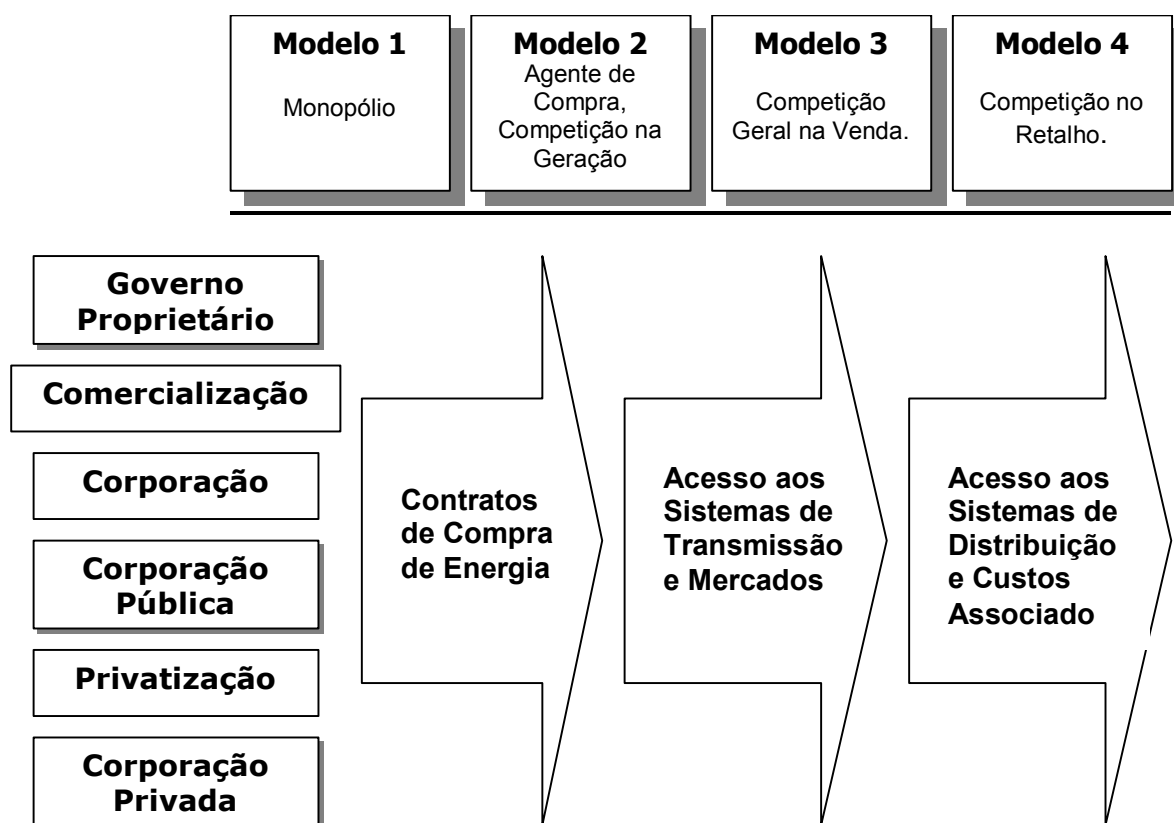 Modelo 1
Monopólio
Modelo 2
Agente de
Compra,
Competição na
Geração
Modelo 3
Competição
Geral na Venda.
Modelo 4
Competição no
Retalho.
Governo
Proprietário
Comercialização
Corporação
Corporação
Pública
Privatização
Corporação
Privada
Contratos
de Compra
de Energia
Acesso aos
Sistemas de
Transmissão
e Mercados
Acesso aos
Sistemas de
Distribuição
e Custos
Associado